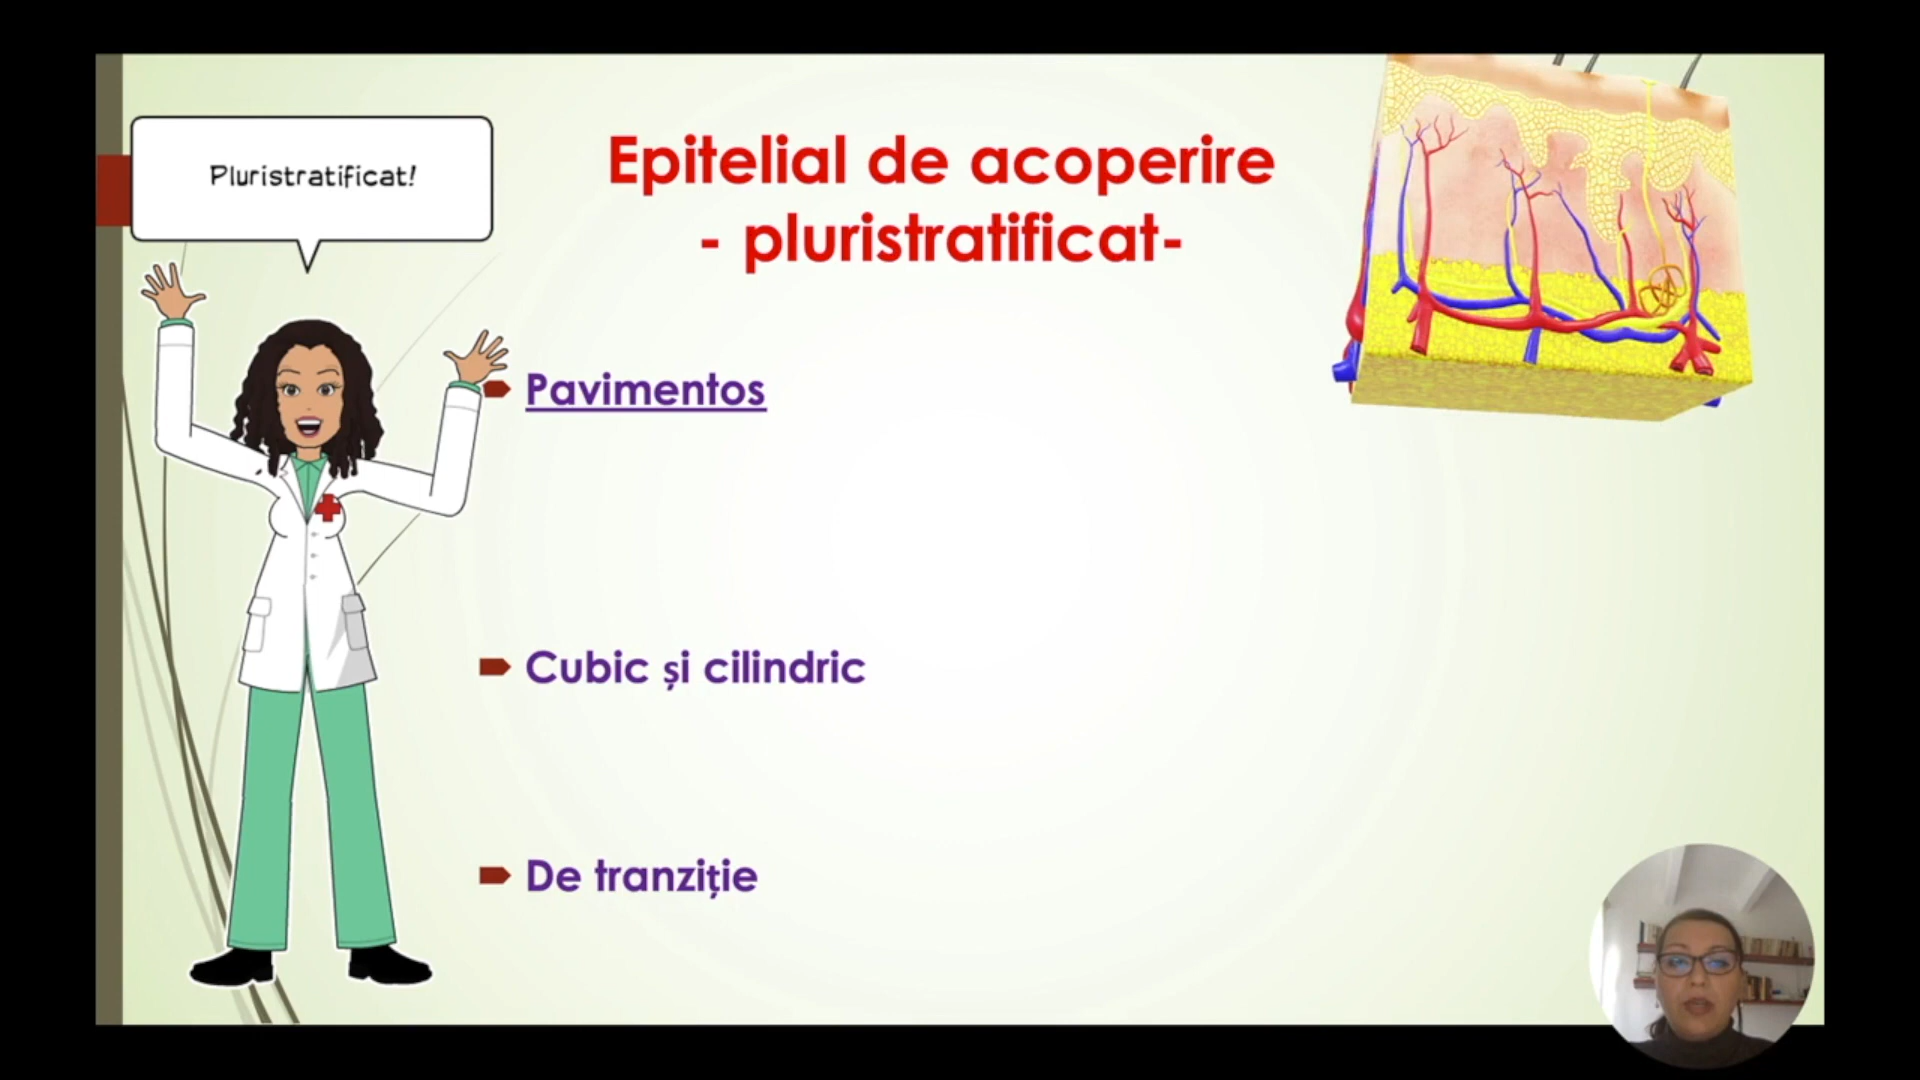 Pluristratificat!
Epitelial de acoperire
- pluristratificat-
Pavimentos
Cubic și cilindric
De tranziție